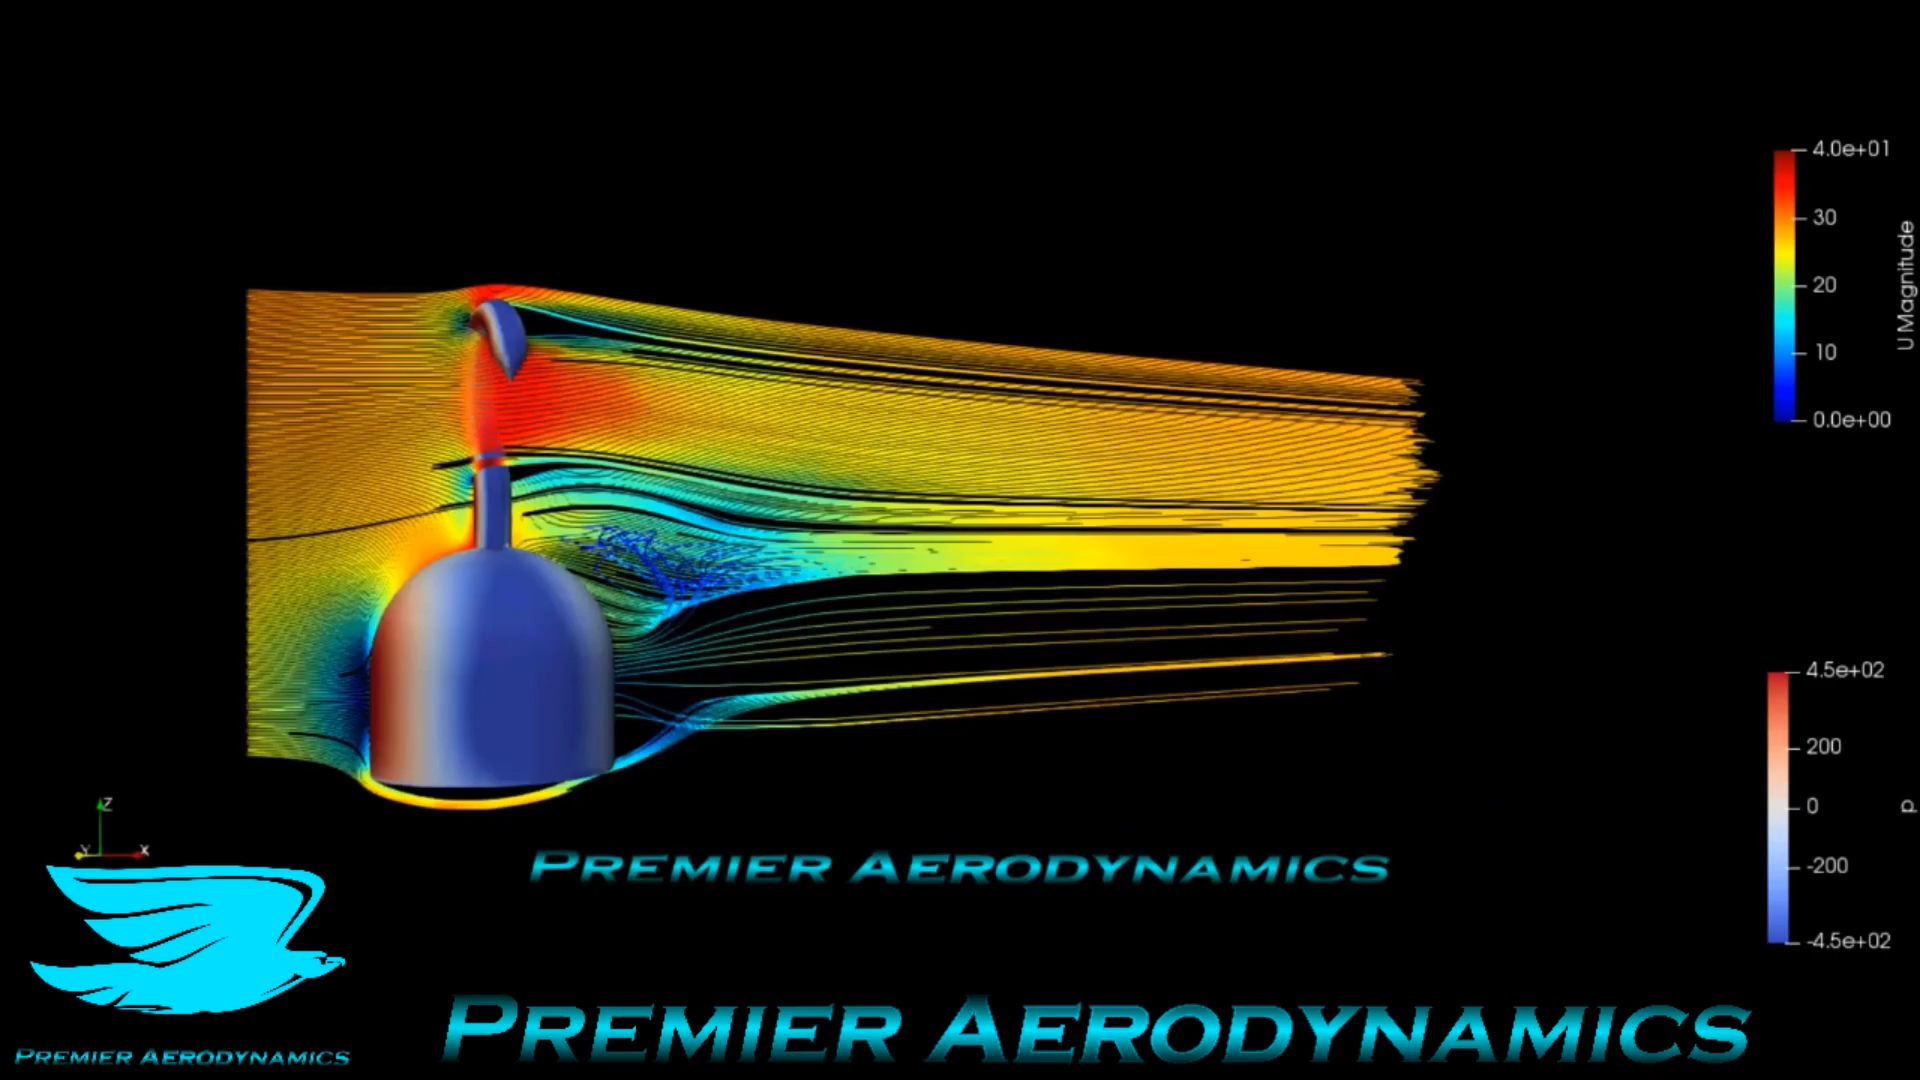 4.0e+01
30
20
10
0.0e+00
U Magnitude
4.5e+02
200
0
-200
-4.5e+02
p
Z
Y
X
PREMIER AERODYNAMICS
PREMIER AERODYNAMICS
PREMIER AERODYNAMICS